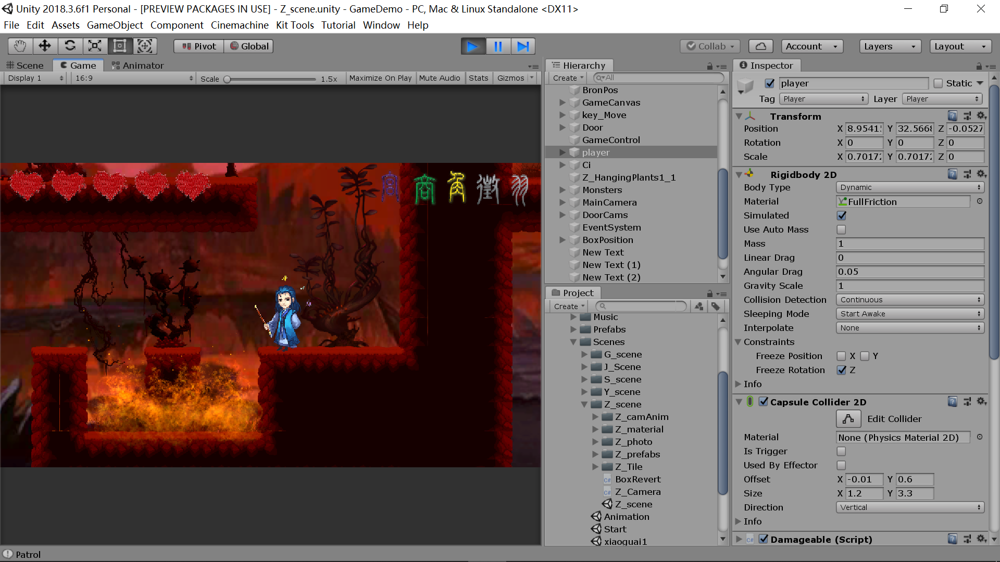 Unity 2018.3.6f1 Personal - [PREVIEW PACKAGES IN USE] - Z_scene.unity - GameDemo - PC, Mac & Linux Standalone <DX11>
File Edit Assets GameObject Component Cinemachine Kit Tools Tutorial Window Help
Pivot Global Collab Account Layers Layout
Scene Game Animator
Display 1 16:9 Scale 1.5x Maximize On Play Mute Audio Stats Gizmos
宫 商 角 徵 羽
Hierarchy
Create All
BronPos
GameCanvas
key_Move
Door
GameControl
player
Ci
Z_HangingPlants1_1
Monsters
MainCamera
DoorCams
EventSystem
BoxPosition
New Text
New Text (1)
New Text (2)
Project
Create
Music
Prefabs
Scenes
G_scene
J_Scene
S_scene
Y_scene
Z_scene
Z_camAnim
Z_material
Z_photo
Z_prefabs
Z_Tile
C# BoxRevert
C# Z_Camera
Z_scene
Animation
Start
xiaoguai1
Inspector
player Static
Tag Player Layer Player
Transform
Position X 8.9541 Y 32.566 Z -0.0527
Rotation X 0 Y 0 Z 0
Scale X 0.7017 Y 0.7017 Z 0
Rigidbody 2D
Body Type Dynamic
Material FullFriction
Simulated
Use Auto Mass
Mass 1
Linear Drag 0
Angular Drag 0.05
Gravity Scale 1
Collision Detection Continuous
Sleeping Mode Start Awake
Interpolate None
Constraints
Freeze Position X Y
Freeze Rotation Z
Info
Capsule Collider 2D
Edit Collider
Material None (Physics Material 2D)
Is Trigger
Used By Effector
Offset X -0.01 Y 0.6
Size X 1.2 Y 3.3
Direction Vertical
Info
C# Damageable (Script)
Patrol